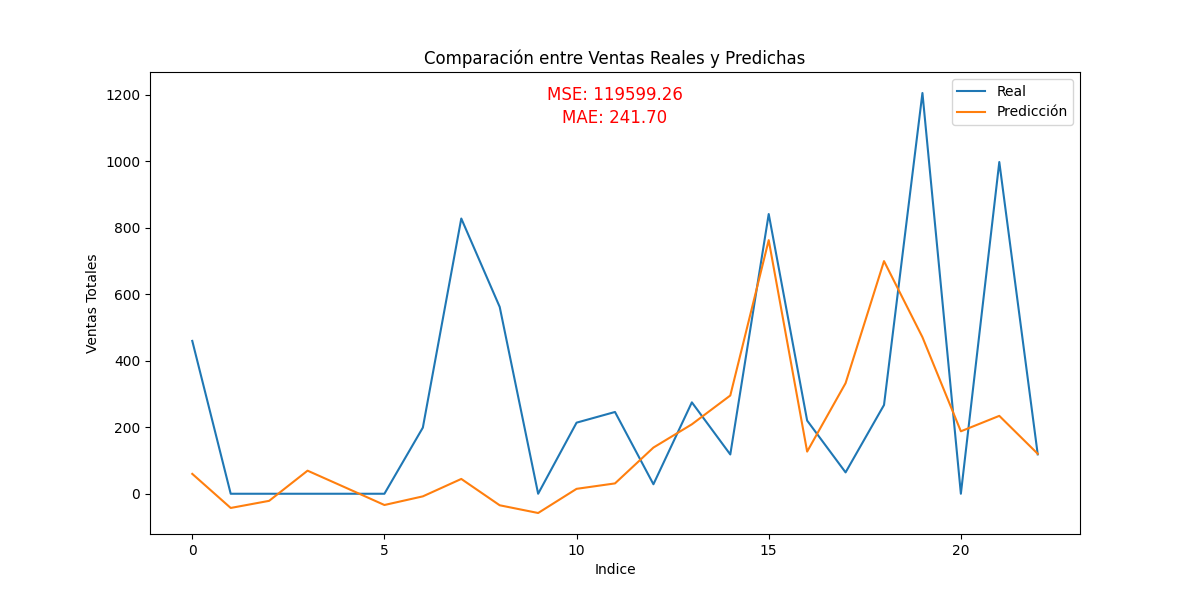 Comparación entre Ventas Reales y Predichas
MSE: 119599.26
MAE: 241.70
Real
Predicción
Ventas Totales
1200
1000
800
600
400
200
0
0 5 10 15 20
Indice